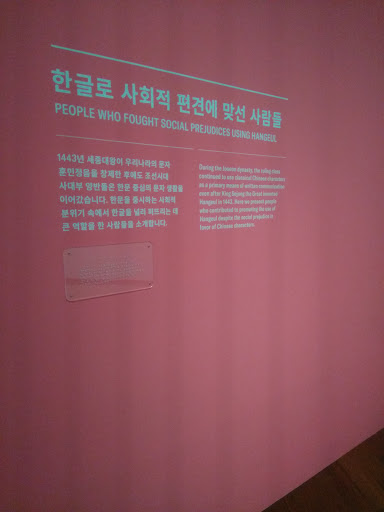 한글로 사회적 편견에 맞선 사람들
PEOPLE WHO FOUGHT SOCIAL PREJUDICES USING HANGEUL
1443년 세종대왕이 우리나라의 문자
훈민정음을 창제한 후에도 조선시대
사대부 양반들은 한문 중심의 문자 생활을
이어갔습니다. 한문을 중시하는 사회적
분위기 속에서 한글을 널리 퍼뜨리는 데
큰 역할을 한 사람들을 소개합니다.
During the Joseon dynasty, the ruling class
continued to use classical Chinese characters
as a primary means of written communication
even after King Sejong the Great invented
Hangeul in 1443. Here we present people
who contributed to promoting the use of
Hangeul despite the social prejudice in
favor of Chinese characters.